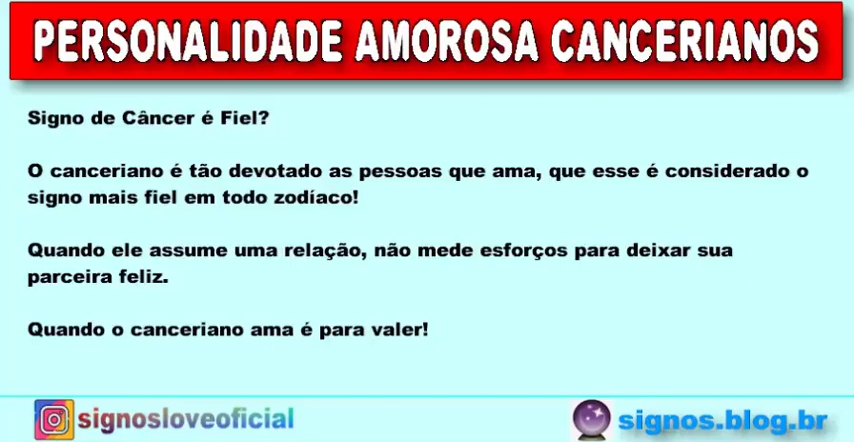 PERSONALIDADE AMOROSA CANCERIANOS
Signo de Câncer é Fiel?
O canceriano é tão devotado as pessoas que ama, que esse é considerado o
signo mais fiel em todo zodíaco!
Quando ele assume uma relação, não mede esforços para deixar sua
parceira feliz.
Quando o canceriano ama é para valer!
signosloveoficial
signos.blog.br